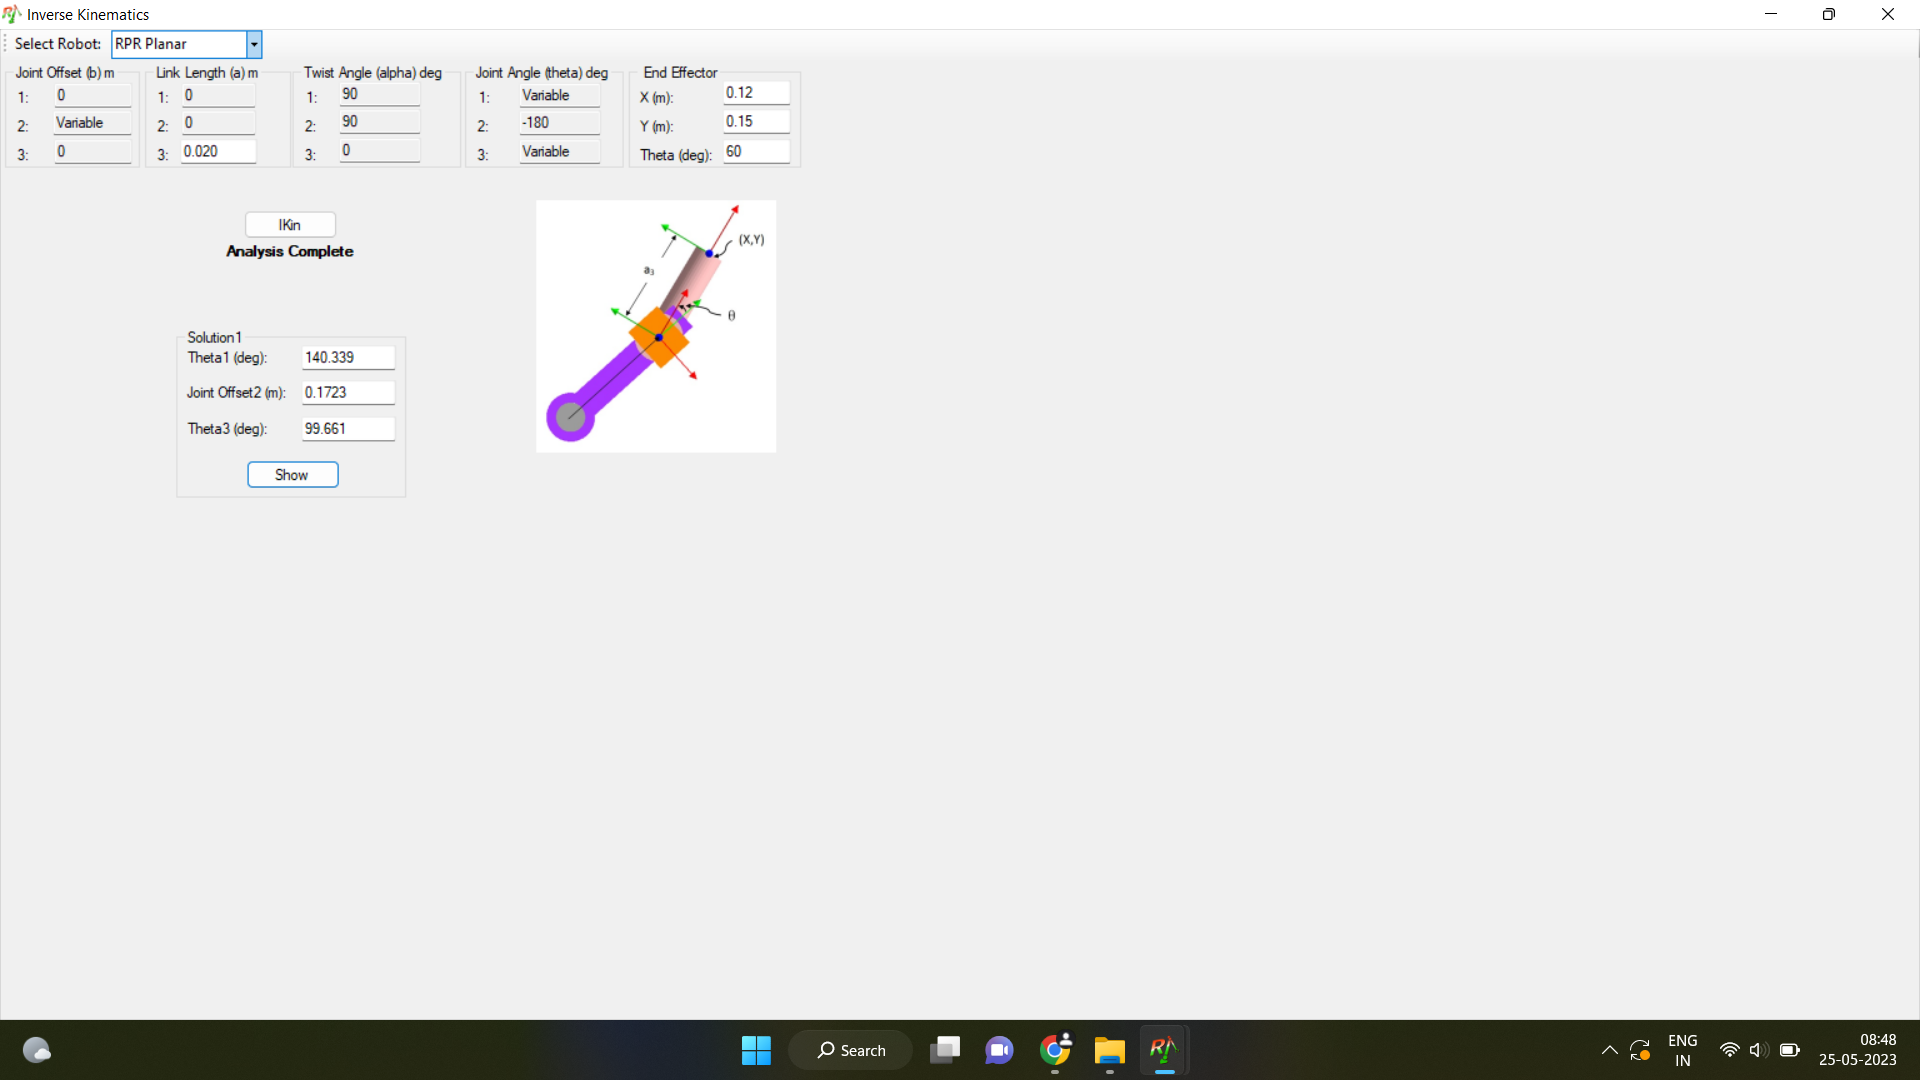 Inverse Kinematics
Select Robot: RPR Planar
Joint Offset (b) m
1: 0
2: Variable
3: 0
Link Length (a) m
1: 0
2: 0
3: 0.020
Twist Angle (alpha) deg
1: 90
2: 90
3: 0
Joint Angle (theta) deg
1: Variable
2: -180
3: Variable
End Effector
X (m): 0.12
Y (m): 0.15
Theta (deg): 60
IKin
Analysis Complete
(X,Y)
a3
θ
Solution1
Theta1 (deg): 140.339
Joint Offset2 (m): 0.1723
Theta3 (deg): 99.661
Show
Search
ENG
IN
08:48
25-05-2023